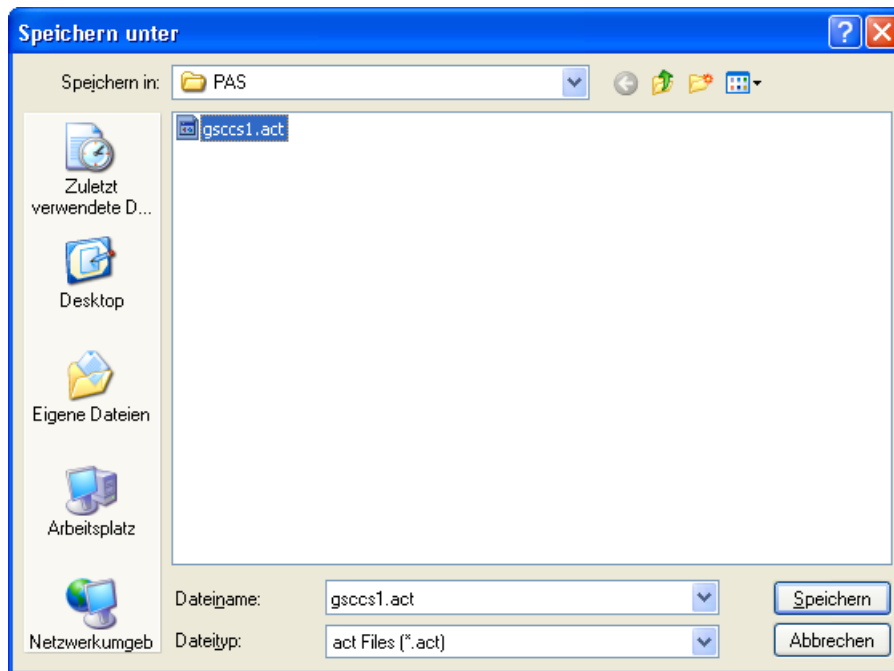 Speichern unter
Speichern in: PAS
gsccs1.act
Zuletzt
verwendete D...
Desktop
Eigene Dateien
Arbeitsplatz
Netzwerkumgeb
Dateiname: gsccs1.act Speichern
Dateityp: act Files (*.act) Abbrechen